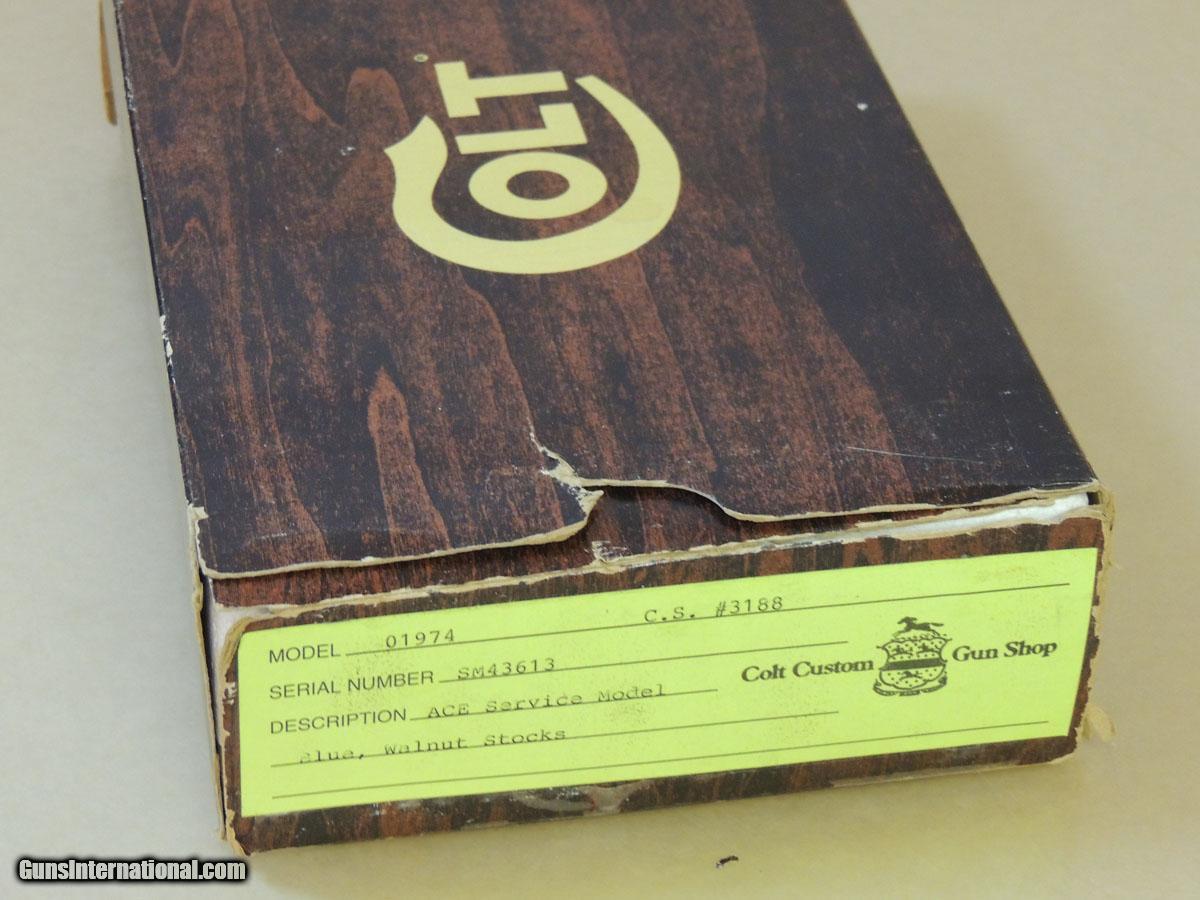 COLT®
C.S. #3188
MODEL 01974
SERIAL NUMBER SM43613
DESCRIPTION ACE Service Model
Blue, Walnut Stocks
Colt Custom Gun Shop
GunsInternational.com